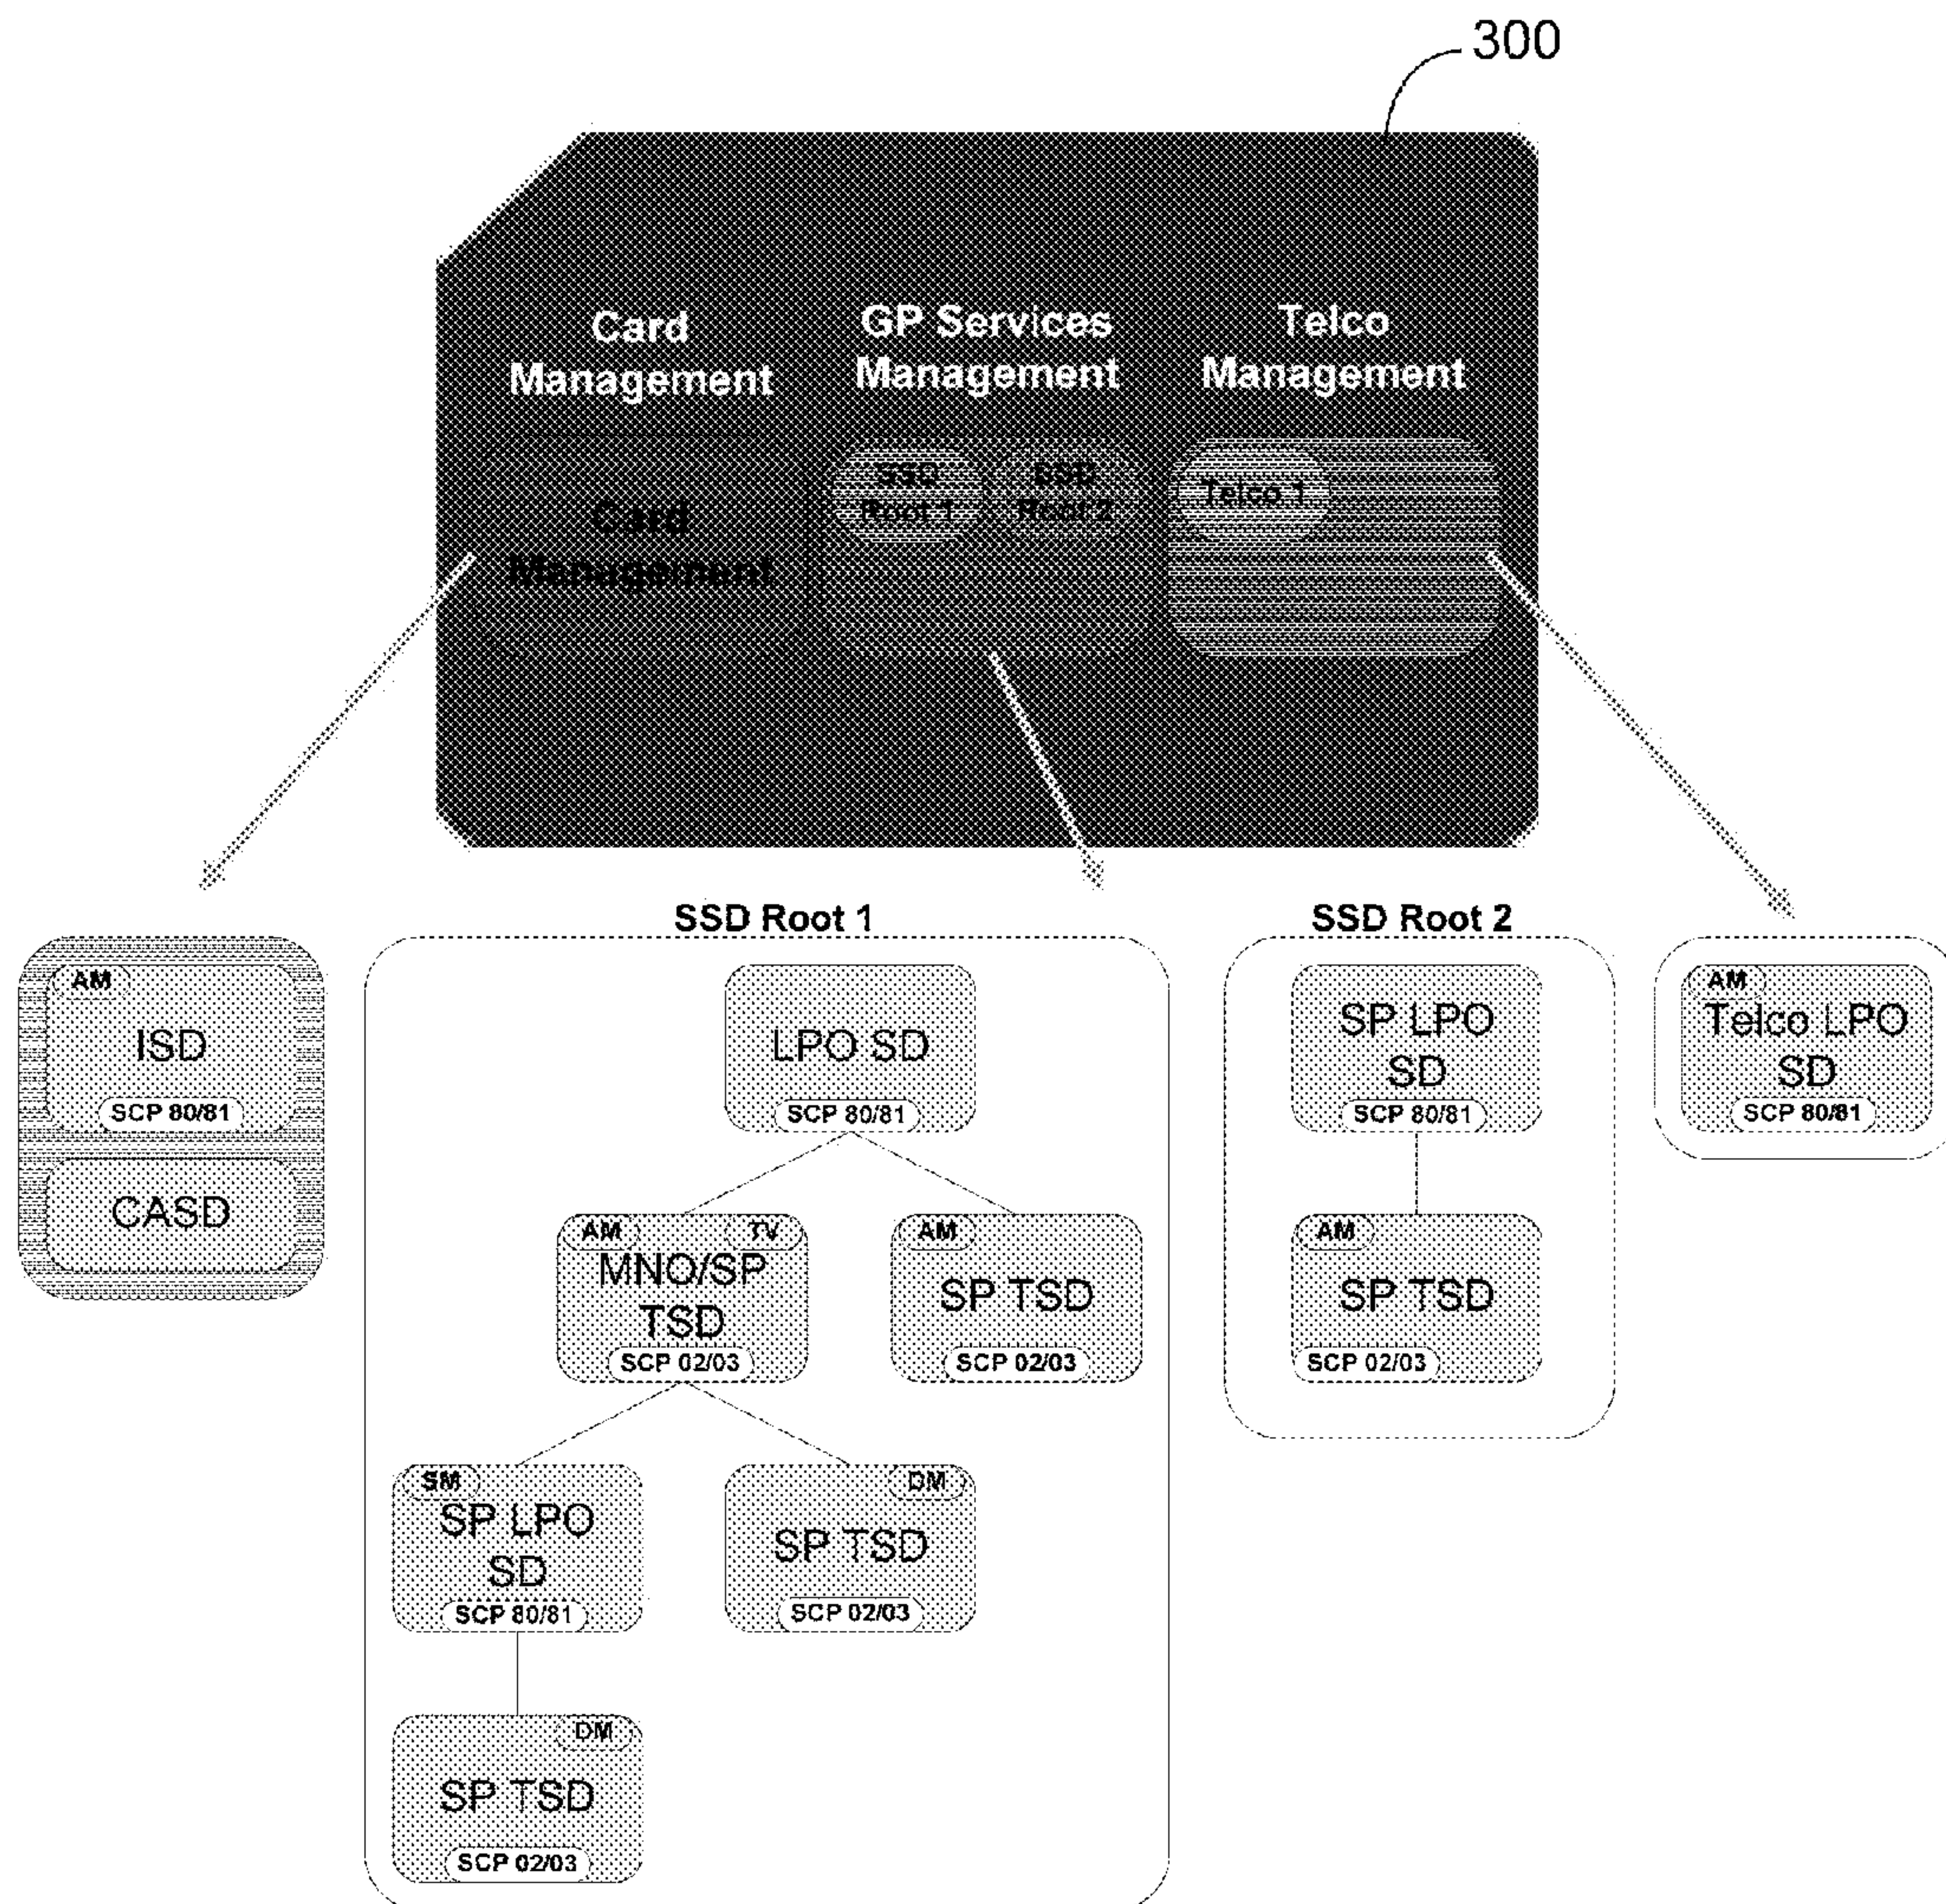 300
Card
Management
GP Services
Management
Telco
Management
Card
Management
SSD
Root 1
SSD
Root 2
Telco 1
SSD Root 1
SSD Root 2
AM
ISD
SCP 80/81
CASD
LPO SD
SCP 80/81
AM
TV
MNO/SP
TSD
SCP 02/03
AM
SP TSD
SCP 02/03
SM
SP LPO
SD
SCP 80/81
DM
SP TSD
SCP 02/03
DM
SP TSD
SCP 02/03
SP LPO
SD
SCP 80/81
AM
SP TSD
SCP 02/03
AM
Telco LPO
SD
SCP 80/81